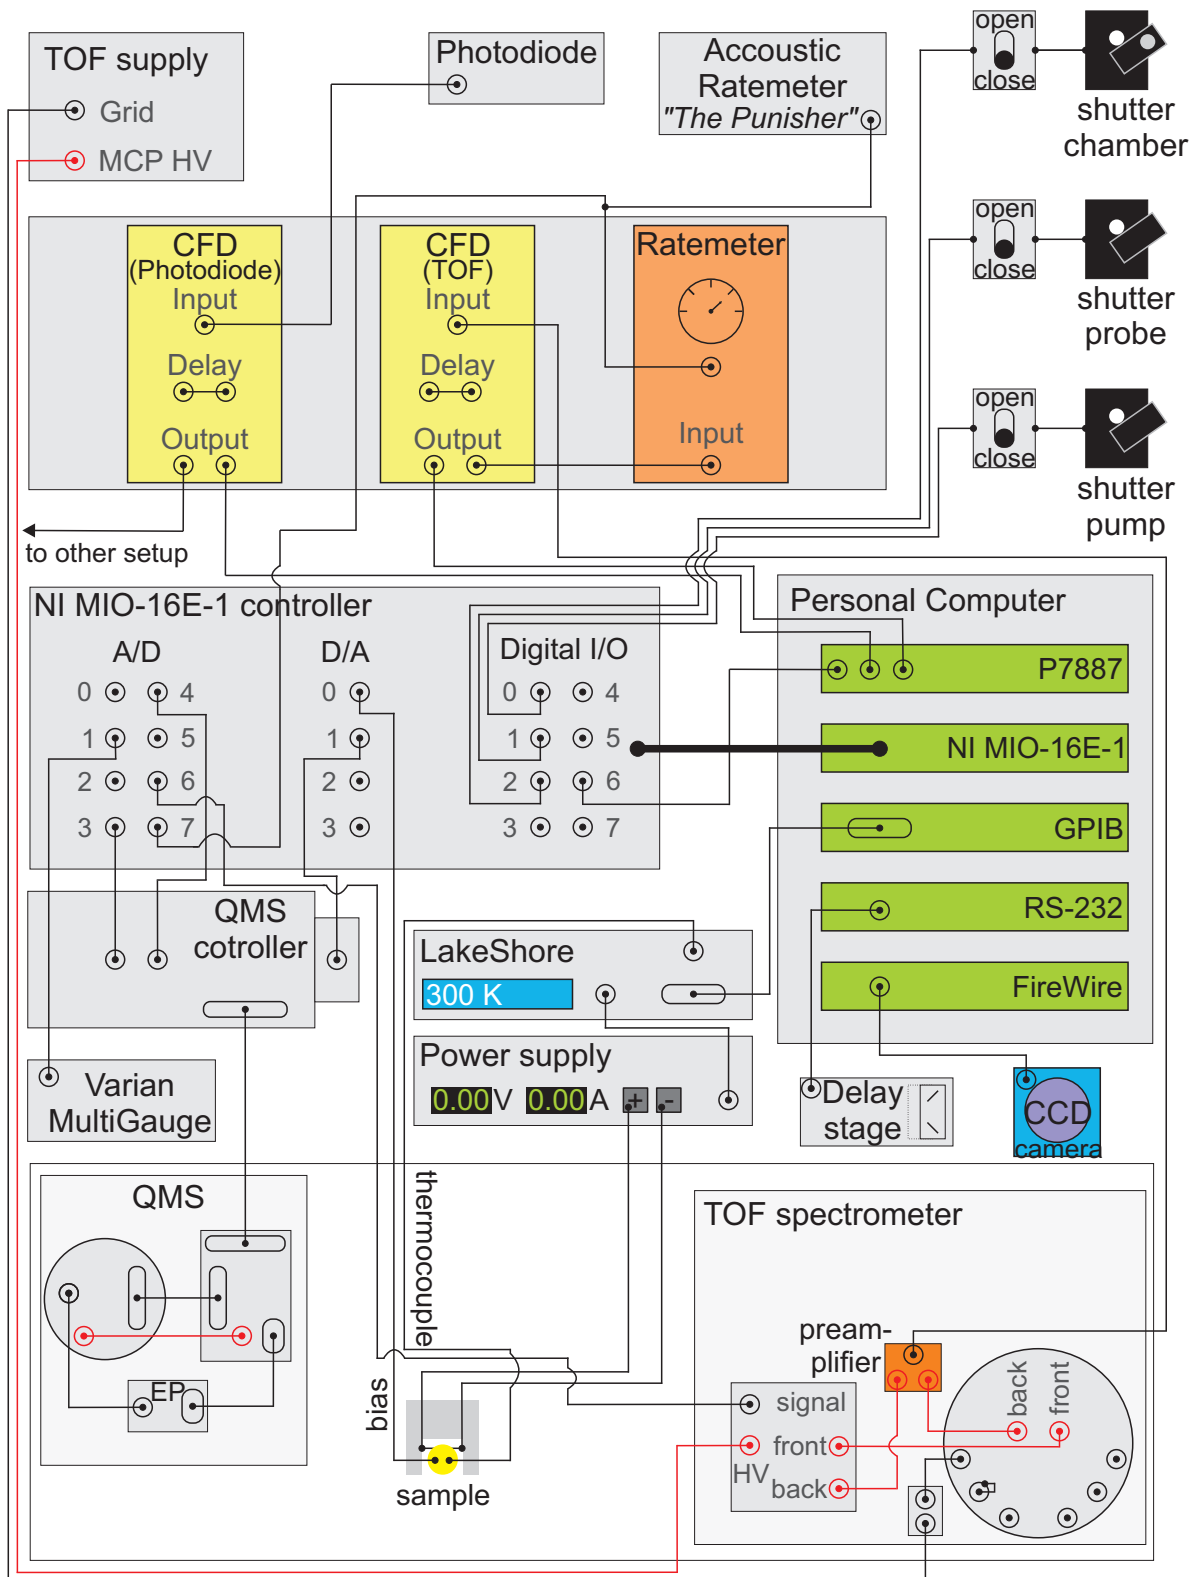 TOF supply
Grid
MCP HV
Photodiode
Accoustic
Ratemeter
"The Punisher"
open
close
shutter
chamber
open
close
shutter
probe
open
close
shutter
pump
CFD
(Photodiode)
Input
Delay
Output
CFD
(TOF)
Input
Delay
Output
Ratemeter
Input
to other setup
NI MIO-16E-1 controller
A/D
0 4
1 5
2 6
3 7
D/A
0
1
2
3
Digital I/O
0 4
1 5
2 6
3 7
Personal Computer
P7887
NI MIO-16E-1
GPIB
RS-232
FireWire
QMS
cotroller
LakeShore
300 K
Power supply
0.00 V 0.00 A + -
Varian
MultiGauge
Delay
stage
CCD
camera
QMS
EP
thermocouple
bias
sample
TOF spectrometer
pream-
plifier
signal
front
HV
back
back
front